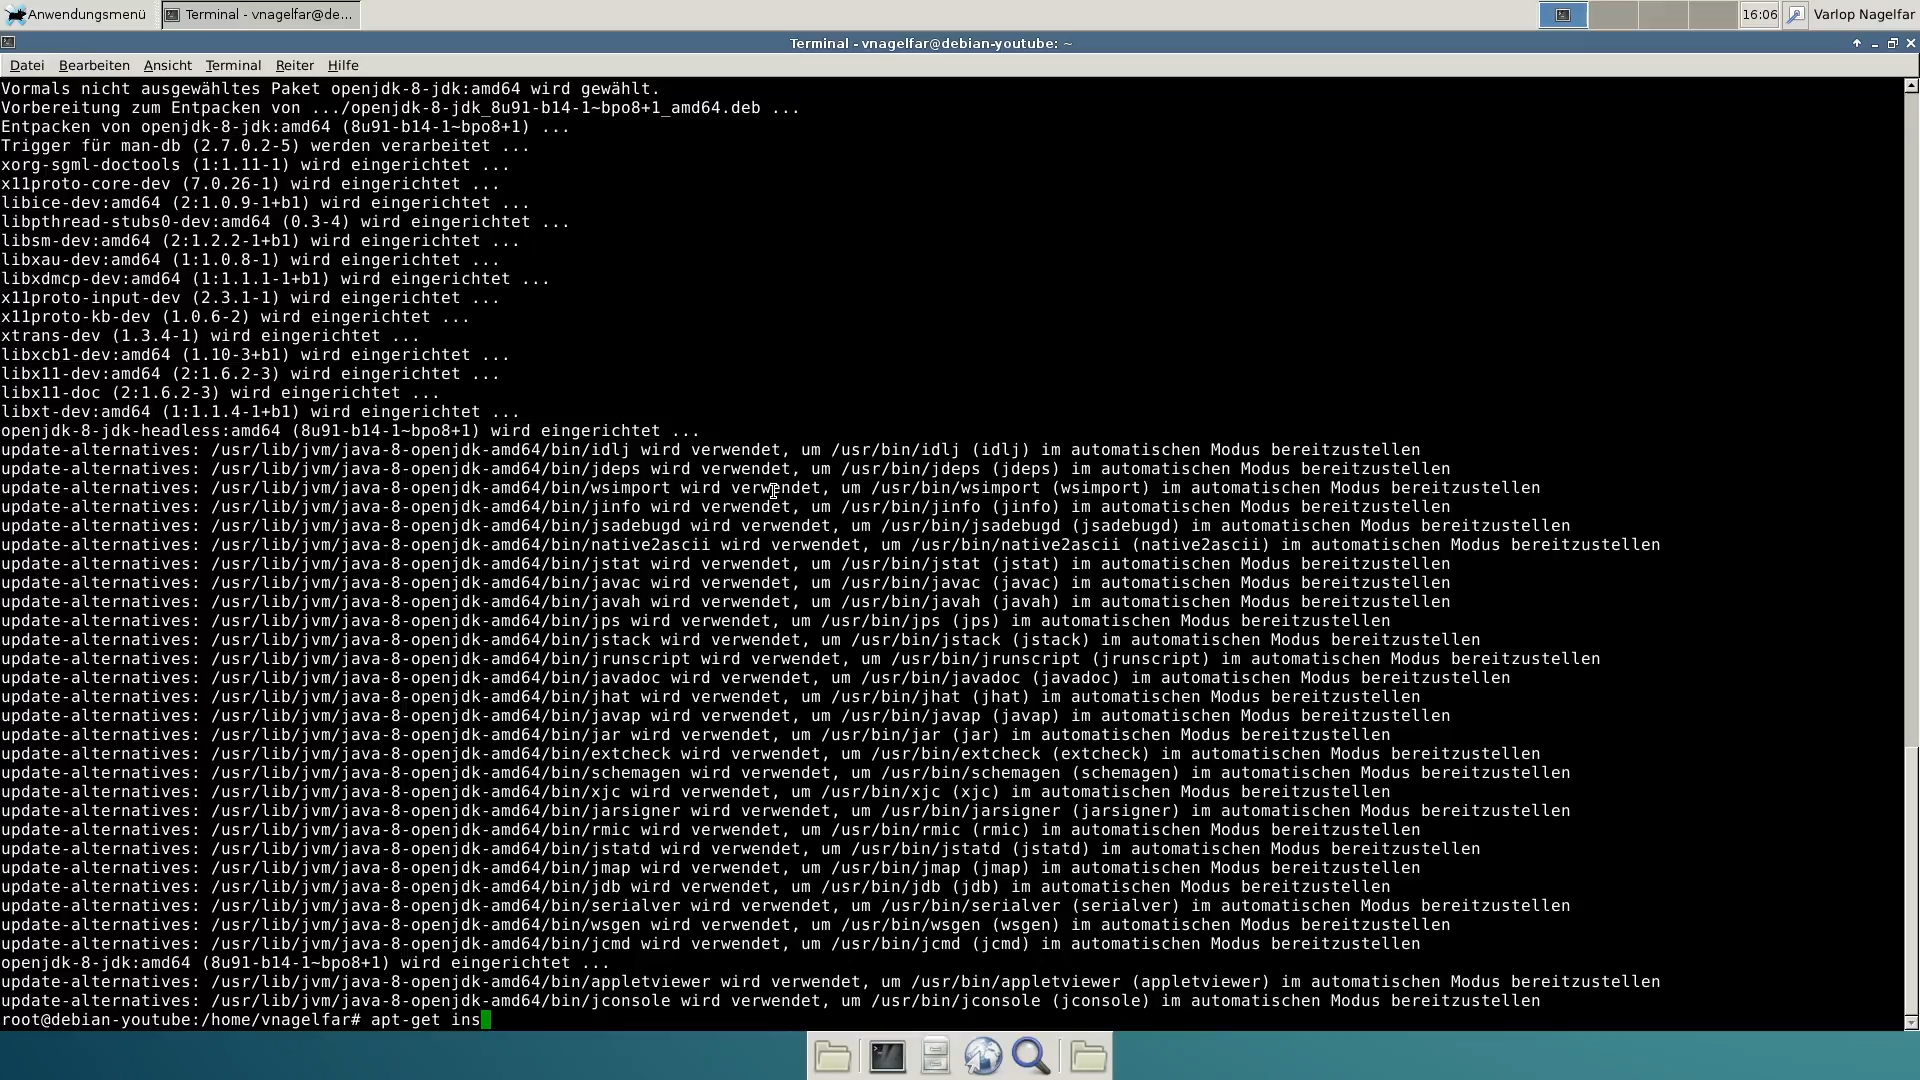 Anwendungsmenü
Terminal - vnagelfar@de...
16:06
Varlop Nagelfar
Terminal - vnagelfar@debian-youtube: ~
Datei Bearbeiten Ansicht Terminal Reiter Hilfe
Vormals nicht ausgewähltes Paket openjdk-8-jdk:amd64 wird gewählt.
Vorbereitung zum Entpacken von .../openjdk-8-jdk_8u91-b14-1~bpo8+1_amd64.deb ...
Entpacken von openjdk-8-jdk:amd64 (8u91-b14-1~bpo8+1) ...
Trigger für man-db (2.7.0.2-5) werden verarbeitet ...
xorg-sgml-doctools (1:1.11-1) wird eingerichtet ...
x11proto-core-dev (7.0.26-1) wird eingerichtet ...
libice-dev:amd64 (2:1.0.9-1+b1) wird eingerichtet ...
libpthread-stubs0-dev:amd64 (0.3-4) wird eingerichtet ...
libsm-dev:amd64 (2:1.2.2-1+b1) wird eingerichtet ...
libxau-dev:amd64 (1:1.0.8-1) wird eingerichtet ...
libxdmcp-dev:amd64 (1:1.1.1-1+b1) wird eingerichtet ...
x11proto-input-dev (2.3.1-1) wird eingerichtet ...
x11proto-kb-dev (1.0.6-2) wird eingerichtet ...
xtrans-dev (1.3.4-1) wird eingerichtet ...
libxcb1-dev:amd64 (1.10-3+b1) wird eingerichtet ...
libx11-dev:amd64 (2:1.6.2-3) wird eingerichtet ...
libx11-doc (2:1.6.2-3) wird eingerichtet ...
libxt-dev:amd64 (1:1.1.4-1+b1) wird eingerichtet ...
openjdk-8-jdk-headless:amd64 (8u91-b14-1~bpo8+1) wird eingerichtet ...
update-alternatives: /usr/lib/jvm/java-8-openjdk-amd64/bin/idlj wird verwendet, um /usr/bin/idlj (idlj) im automatischen Modus bereitzustellen
update-alternatives: /usr/lib/jvm/java-8-openjdk-amd64/bin/jdeps wird verwendet, um /usr/bin/jdeps (jdeps) im automatischen Modus bereitzustellen
update-alternatives: /usr/lib/jvm/java-8-openjdk-amd64/bin/wsimport wird verwendet, um /usr/bin/wsimport (wsimport) im automatischen Modus bereitzustellen
update-alternatives: /usr/lib/jvm/java-8-openjdk-amd64/bin/jinfo wird verwendet, um /usr/bin/jinfo (jinfo) im automatischen Modus bereitzustellen
update-alternatives: /usr/lib/jvm/java-8-openjdk-amd64/bin/jsadebugd wird verwendet, um /usr/bin/jsadebugd (jsadebugd) im automatischen Modus bereitzustellen
update-alternatives: /usr/lib/jvm/java-8-openjdk-amd64/bin/native2ascii wird verwendet, um /usr/bin/native2ascii (native2ascii) im automatischen Modus bereitzustellen
update-alternatives: /usr/lib/jvm/java-8-openjdk-amd64/bin/jstat wird verwendet, um /usr/bin/jstat (jstat) im automatischen Modus bereitzustellen
update-alternatives: /usr/lib/jvm/java-8-openjdk-amd64/bin/javac wird verwendet, um /usr/bin/javac (javac) im automatischen Modus bereitzustellen
update-alternatives: /usr/lib/jvm/java-8-openjdk-amd64/bin/javah wird verwendet, um /usr/bin/javah (javah) im automatischen Modus bereitzustellen
update-alternatives: /usr/lib/jvm/java-8-openjdk-amd64/bin/jps wird verwendet, um /usr/bin/jps (jps) im automatischen Modus bereitzustellen
update-alternatives: /usr/lib/jvm/java-8-openjdk-amd64/bin/jstack wird verwendet, um /usr/bin/jstack (jstack) im automatischen Modus bereitzustellen
update-alternatives: /usr/lib/jvm/java-8-openjdk-amd64/bin/jrunscript wird verwendet, um /usr/bin/jrunscript (jrunscript) im automatischen Modus bereitzustellen
update-alternatives: /usr/lib/jvm/java-8-openjdk-amd64/bin/javadoc wird verwendet, um /usr/bin/javadoc (javadoc) im automatischen Modus bereitzustellen
update-alternatives: /usr/lib/jvm/java-8-openjdk-amd64/bin/jhat wird verwendet, um /usr/bin/jhat (jhat) im automatischen Modus bereitzustellen
update-alternatives: /usr/lib/jvm/java-8-openjdk-amd64/bin/javap wird verwendet, um /usr/bin/javap (javap) im automatischen Modus bereitzustellen
update-alternatives: /usr/lib/jvm/java-8-openjdk-amd64/bin/jar wird verwendet, um /usr/bin/jar (jar) im automatischen Modus bereitzustellen
update-alternatives: /usr/lib/jvm/java-8-openjdk-amd64/bin/extcheck wird verwendet, um /usr/bin/extcheck (extcheck) im automatischen Modus bereitzustellen
update-alternatives: /usr/lib/jvm/java-8-openjdk-amd64/bin/schemagen wird verwendet, um /usr/bin/schemagen (schemagen) im automatischen Modus bereitzustellen
update-alternatives: /usr/lib/jvm/java-8-openjdk-amd64/bin/xjc wird verwendet, um /usr/bin/xjc (xjc) im automatischen Modus bereitzustellen
update-alternatives: /usr/lib/jvm/java-8-openjdk-amd64/bin/jarsigner wird verwendet, um /usr/bin/jarsigner (jarsigner) im automatischen Modus bereitzustellen
update-alternatives: /usr/lib/jvm/java-8-openjdk-amd64/bin/rmic wird verwendet, um /usr/bin/rmic (rmic) im automatischen Modus bereitzustellen
update-alternatives: /usr/lib/jvm/java-8-openjdk-amd64/bin/jstatd wird verwendet, um /usr/bin/jstatd (jstatd) im automatischen Modus bereitzustellen
update-alternatives: /usr/lib/jvm/java-8-openjdk-amd64/bin/jmap wird verwendet, um /usr/bin/jmap (jmap) im automatischen Modus bereitzustellen
update-alternatives: /usr/lib/jvm/java-8-openjdk-amd64/bin/jdb wird verwendet, um /usr/bin/jdb (jdb) im automatischen Modus bereitzustellen
update-alternatives: /usr/lib/jvm/java-8-openjdk-amd64/bin/serialver wird verwendet, um /usr/bin/serialver (serialver) im automatischen Modus bereitzustellen
update-alternatives: /usr/lib/jvm/java-8-openjdk-amd64/bin/wsgen wird verwendet, um /usr/bin/wsgen (wsgen) im automatischen Modus bereitzustellen
update-alternatives: /usr/lib/jvm/java-8-openjdk-amd64/bin/jcmd wird verwendet, um /usr/bin/jcmd (jcmd) im automatischen Modus bereitzustellen
openjdk-8-jdk:amd64 (8u91-b14-1~bpo8+1) wird eingerichtet ...
update-alternatives: /usr/lib/jvm/java-8-openjdk-amd64/bin/appletviewer wird verwendet, um /usr/bin/appletviewer (appletviewer) im automatischen Modus bereitzustellen
update-alternatives: /usr/lib/jvm/java-8-openjdk-amd64/bin/jconsole wird verwendet, um /usr/bin/jconsole (jconsole) im automatischen Modus bereitzustellen
root@debian-youtube:/home/vnagelfar# apt-get ins